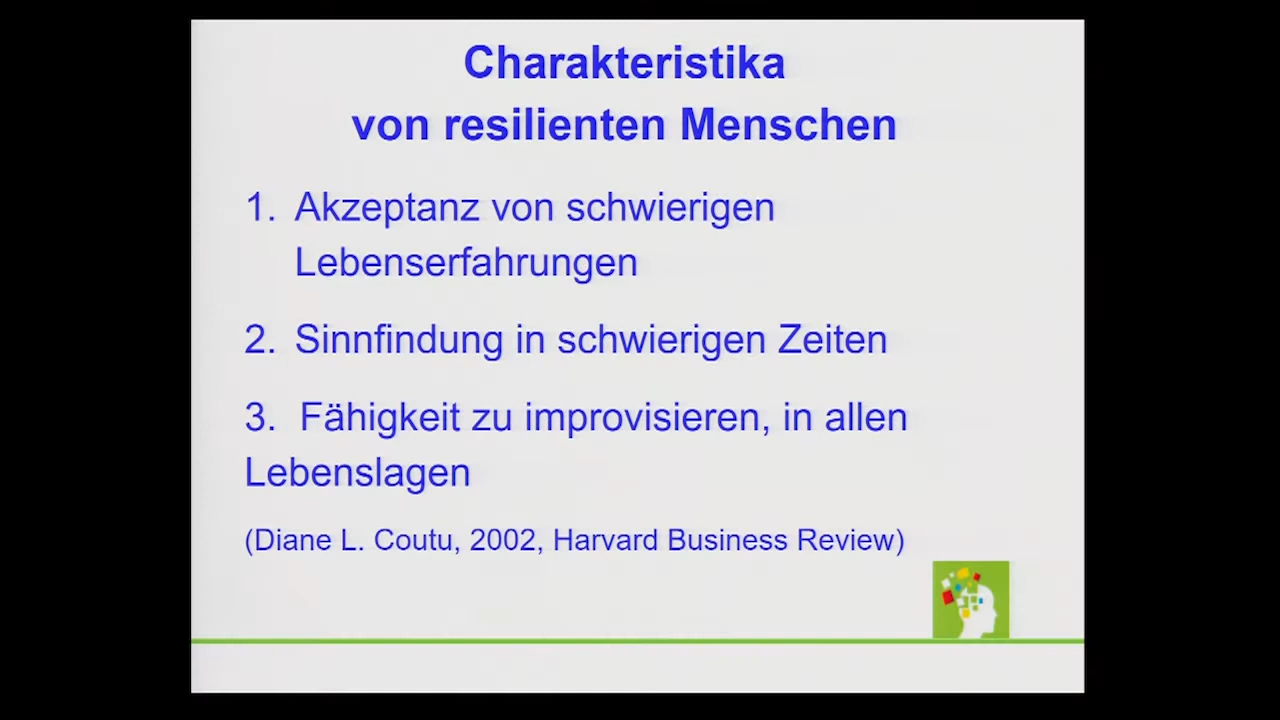 Charakteristika
von resilienten Menschen
1. Akzeptanz von schwierigen
Lebenserfahrungen
2. Sinnfindung in schwierigen Zeiten
3. Fähigkeit zu improvisieren, in allen
Lebenslagen
(Diane L. Coutu, 2002, Harvard Business Review)